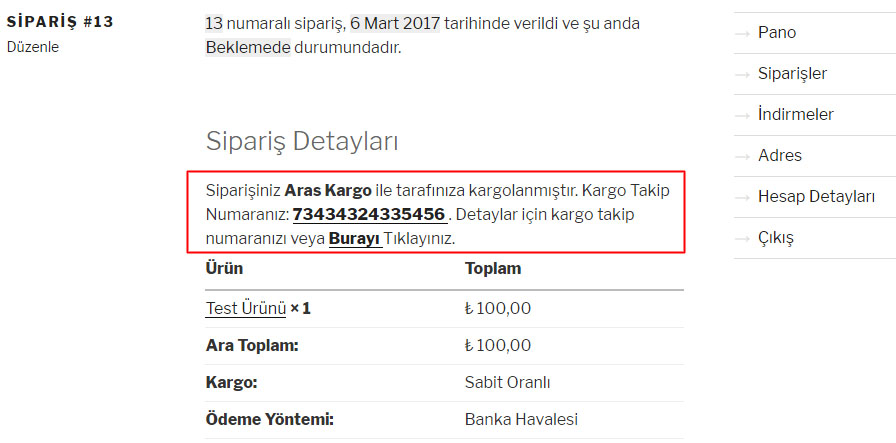 SİPARİŞ #13
Düzenle
13 numaralı sipariş, 6 Mart 2017 tarihinde verildi ve şu anda
Beklemede durumundadır.
Sipariş Detayları
Siparişiniz Aras Kargo ile tarafınıza kargolanmıştır. Kargo Takip
Numaranız: 73434324335456 . Detaylar için kargo takip
numaranızı veya Burayı Tıklayınız.
Ürün Toplam
Test Ürünü × 1 ₺ 100,00
Ara Toplam: ₺ 100,00
Kargo: Sabit Oranlı
Ödeme Yöntemi: Banka Havalesi
→ Pano
→ Siparişler
→ İndirmeler
→ Adres
→ Hesap Detayları
→ Çıkış